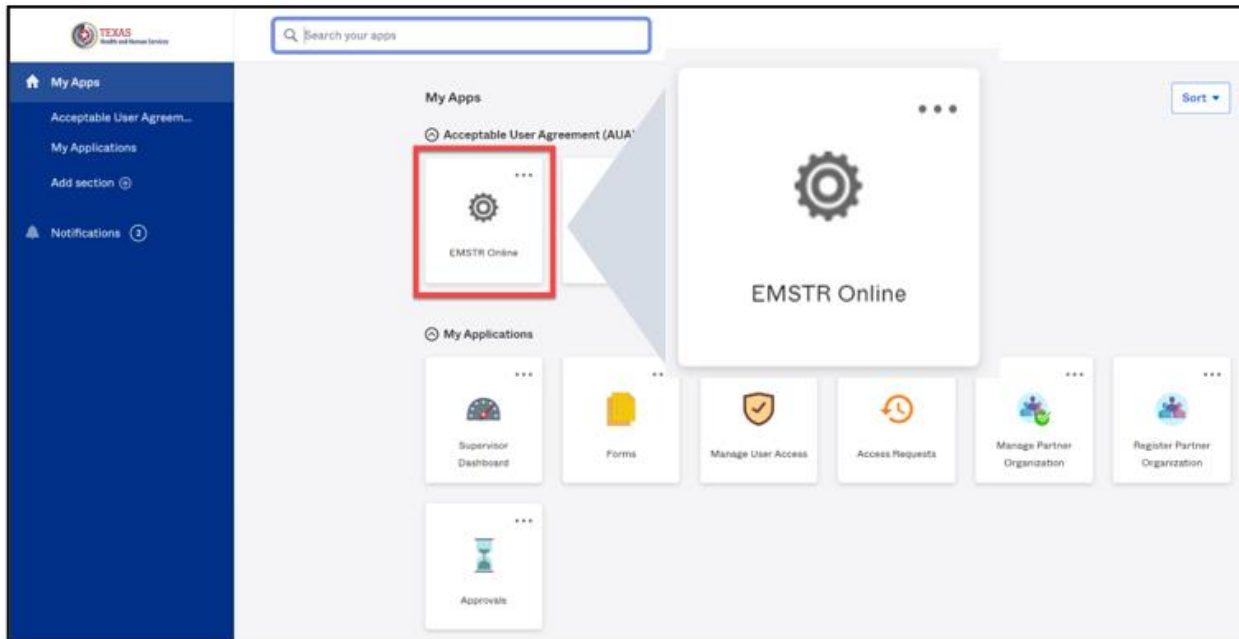 TEXAS
Health and Human Services
Search your apps
My Apps
Acceptable User Agreem...
My Applications
Add section
Notifications
My Apps
Sort
Acceptable User Agreement (AUA)
EMSTR Online
EMSTR Online
My Applications
Supervisor
Dashboard
Forms
Manage User Access
Access Requests
Manage Partner
Organization
Register Partner
Organization
Approvals